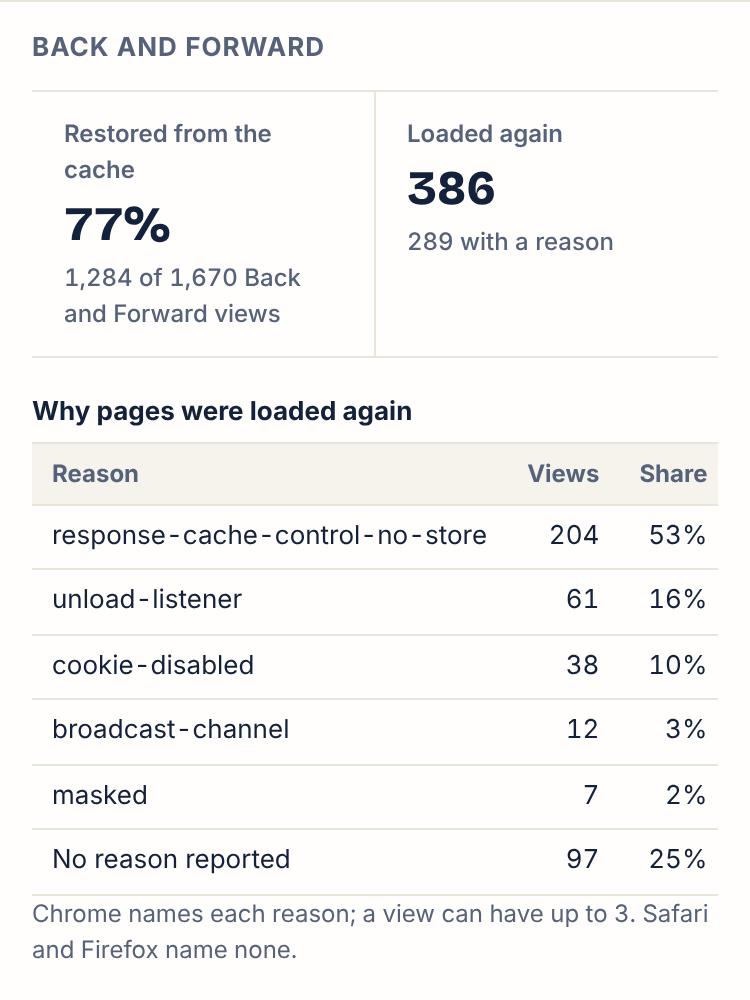 BACK AND FORWARD
Restored from the
cache
77%
1,284 of 1,670 Back
and Forward views
Loaded again
386
289 with a reason
Why pages were loaded again
Reason Views Share
response-cache-control-no-store 204 53%
unload-listener 61 16%
cookie-disabled 38 10%
broadcast-channel 12 3%
masked 7 2%
No reason reported 97 25%
Chrome names each reason; a view can have up to 3. Safari
and Firefox name none.